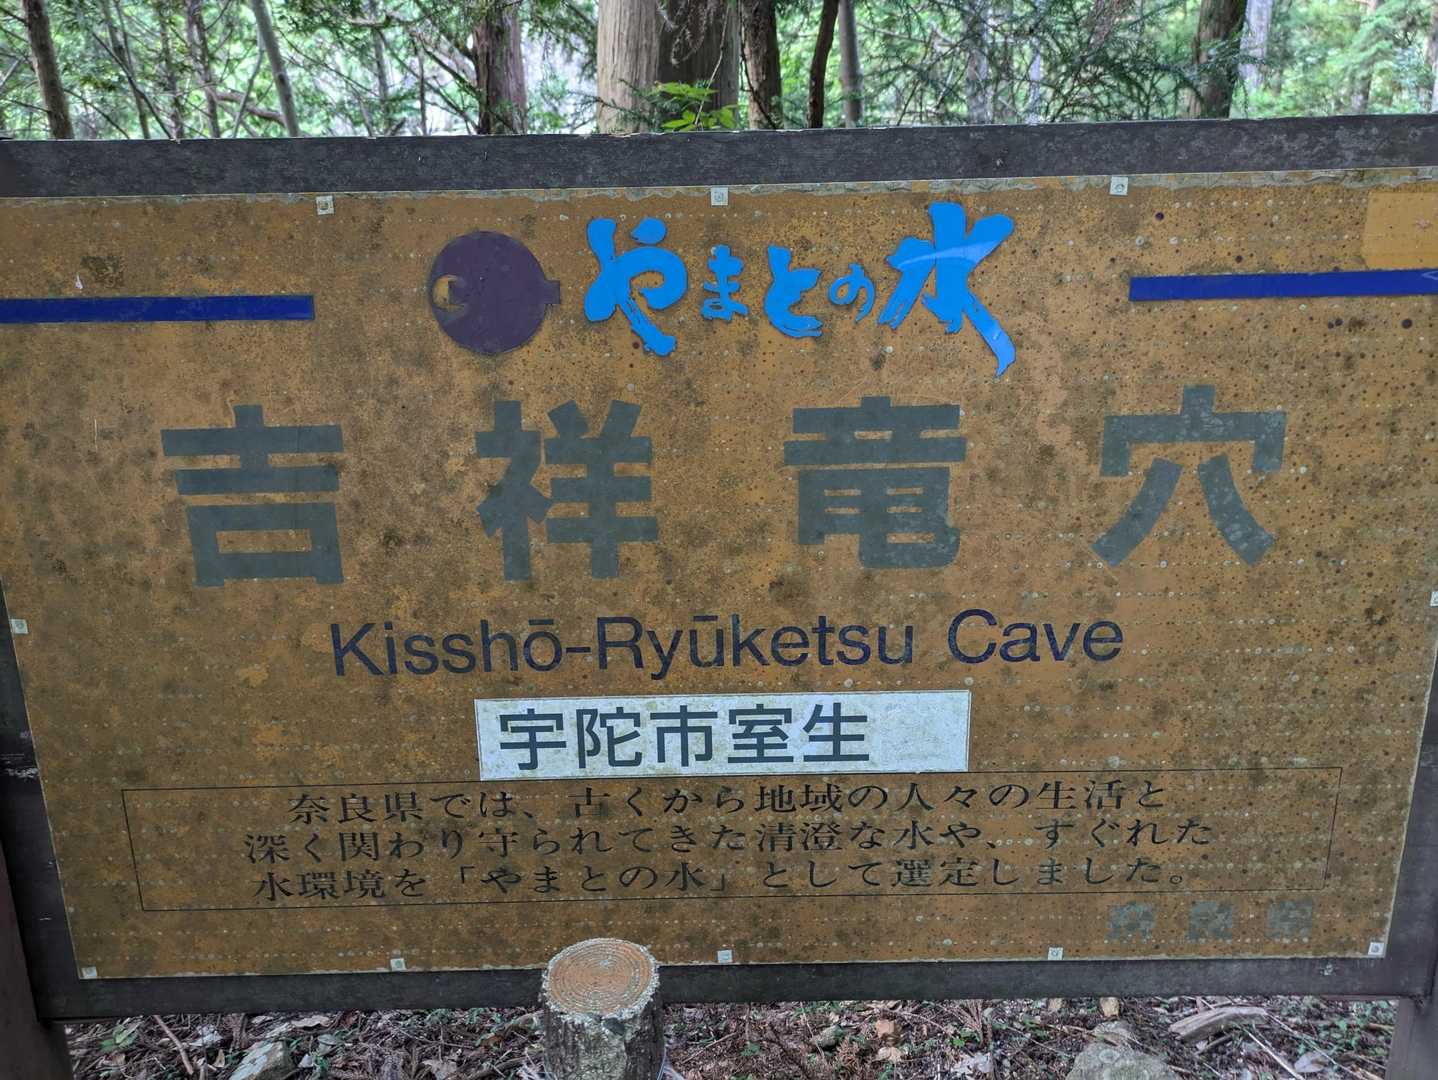 やまとの水
吉祥竜穴
Kisshō-Ryūketsu Cave
宇陀市室生
奈良県では、古くから地域の人々の生活と
深く関わり守られてきた清澄な水や、すぐれた
水環境を「やまとの水」として選定しました。
奈良県